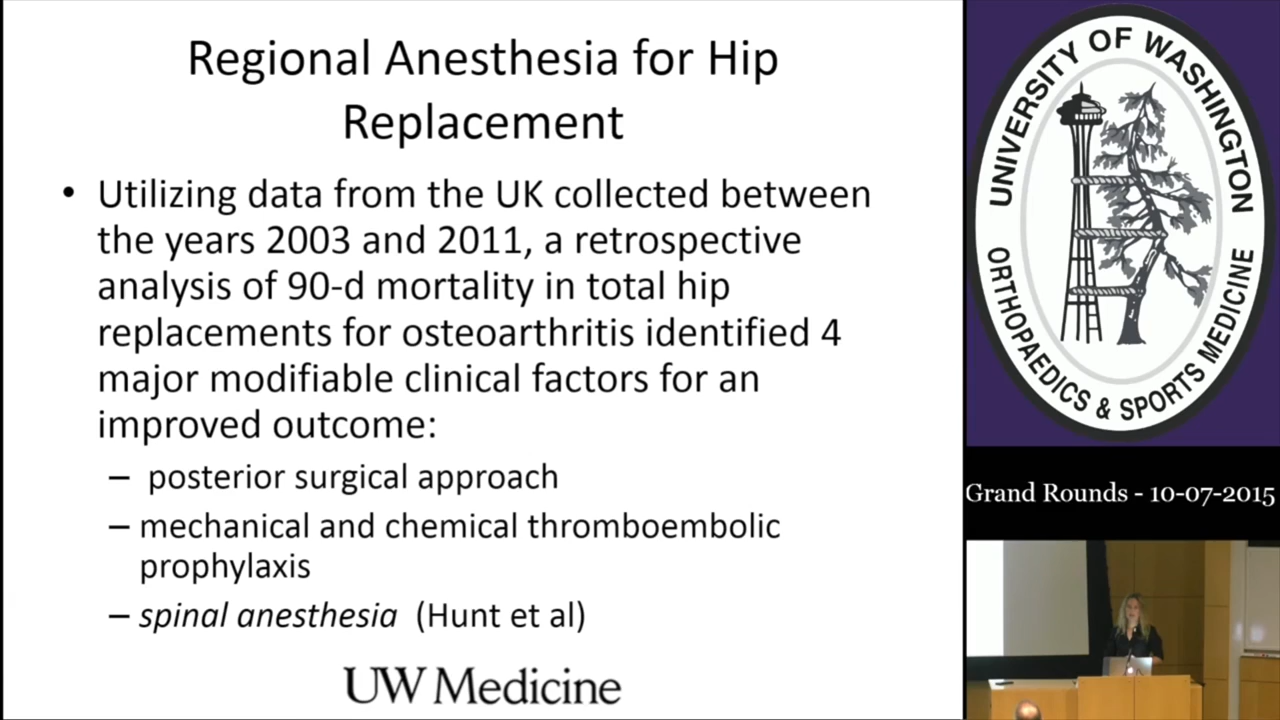 Regional Anesthesia for Hip
Replacement
• Utilizing data from the UK collected between
the years 2003 and 2011, a retrospective
analysis of 90-d mortality in total hip
replacements for osteoarthritis identified 4
major modifiable clinical factors for an
improved outcome:
– posterior surgical approach
– mechanical and chemical thromboembolic
prophylaxis
– spinal anesthesia (Hunt et al)
UW Medicine
UNIVERSITY OF WASHINGTON
ORTHOPAEDICS & SPORTS MEDICINE
Grand Rounds - 10-07-2015